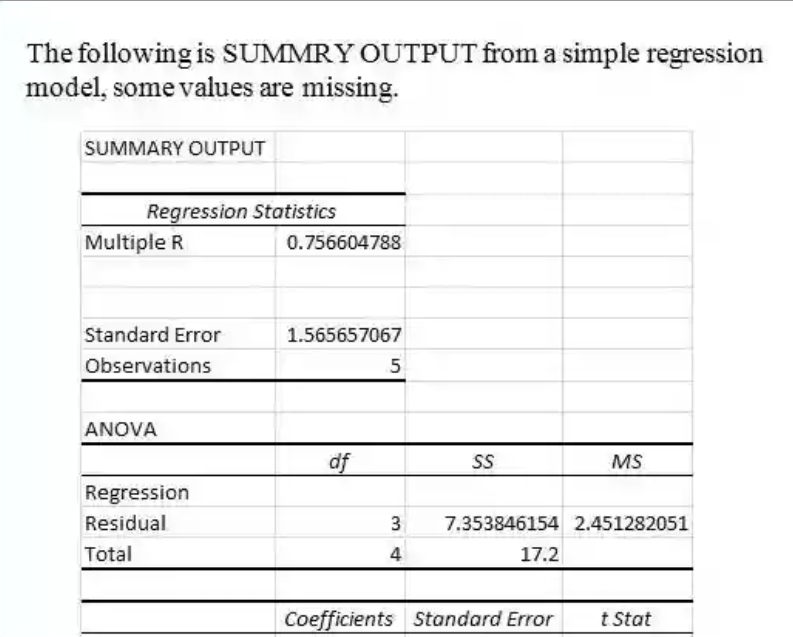 The following is SUMMRY OUTPUT from a simple regression
model, some values are missing.
SUMMARY OUTPUT
Regression Statistics
Multiple R 0.756604788
Standard Error 1.565657067
Observations 5
ANOVA
df SS MS
Regression
Residual 3 7.353846154 2.451282051
Total 4 17.2
Coefficients Standard Error t Stat